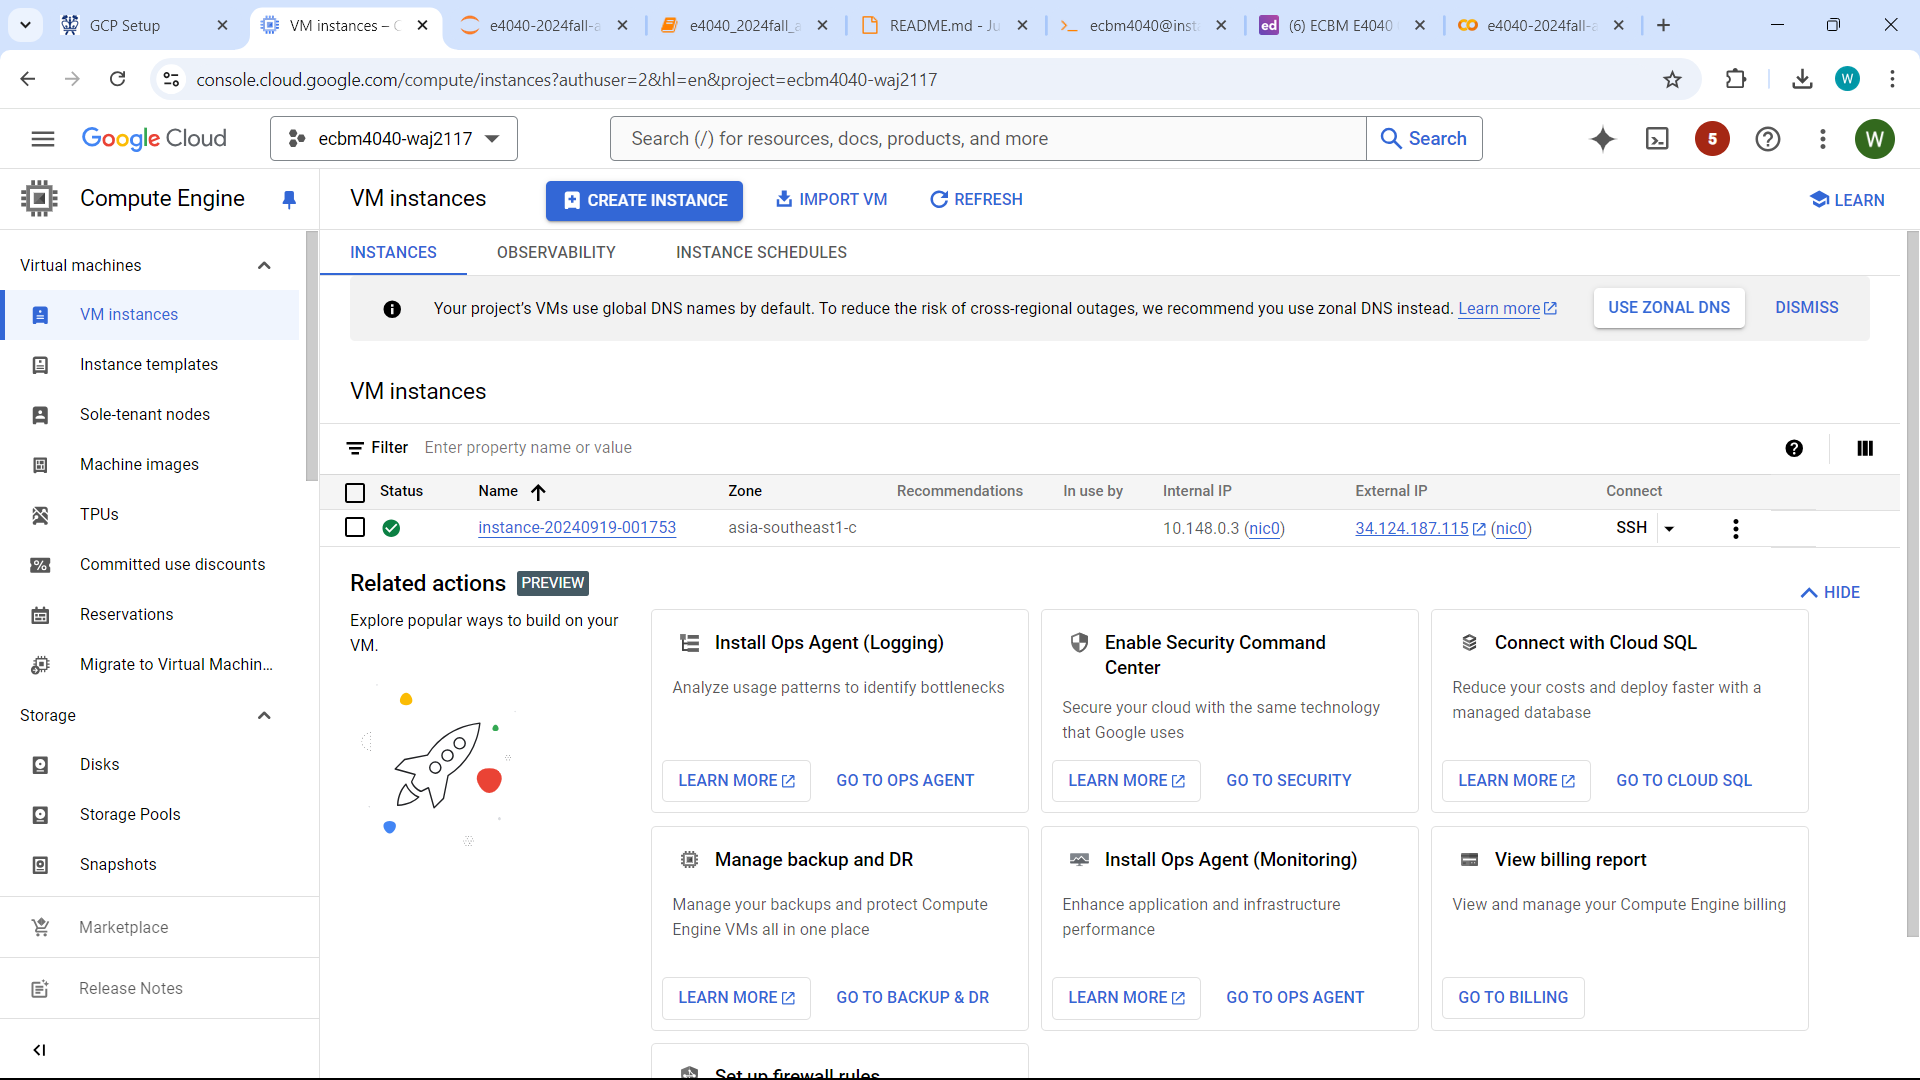 GCP Setup
VM instances – C
e4040-2024fall-a
e4040_2024fall_a
README.md - Ju
ecbm4040@insta
(6) ECBM E4040
e4040-2024fall-a
console.cloud.google.com/compute/instances?authuser=2&hl=en&project=ecbm4040-waj2117
W
Google Cloud
ecbm4040-waj2117
Search (/) for resources, docs, products, and more
Search
5
W
Compute Engine
VM instances
CREATE INSTANCE
IMPORT VM
REFRESH
LEARN
Virtual machines
VM instances
Instance templates
Sole-tenant nodes
Machine images
TPUs
Committed use discounts
Reservations
Migrate to Virtual Machin...
Storage
Disks
Storage Pools
Snapshots
Marketplace
Release Notes
INSTANCES
OBSERVABILITY
INSTANCE SCHEDULES
Your project's VMs use global DNS names by default. To reduce the risk of cross-regional outages, we recommend you use zonal DNS instead. Learn more
USE ZONAL DNS
DISMISS
VM instances
Filter
Enter property name or value
Status Name Zone Recommendations In use by Internal IP External IP Connect
instance-20240919-001753 asia-southeast1-c 10.148.0.3 (nic0) 34.124.187.115 (nic0) SSH
Related actions PREVIEW
HIDE
Explore popular ways to build on your
VM.
Install Ops Agent (Logging)
Analyze usage patterns to identify bottlenecks
LEARN MORE
GO TO OPS AGENT
Enable Security Command
Center
Secure your cloud with the same technology
that Google uses
LEARN MORE
GO TO SECURITY
Connect with Cloud SQL
Reduce your costs and deploy faster with a
managed database
LEARN MORE
GO TO CLOUD SQL
Manage backup and DR
Manage your backups and protect Compute
Engine VMs all in one place
LEARN MORE
GO TO BACKUP & DR
Install Ops Agent (Monitoring)
Enhance application and infrastructure
performance
LEARN MORE
GO TO OPS AGENT
View billing report
View and manage your Compute Engine billing
GO TO BILLING
Set up firewall rules